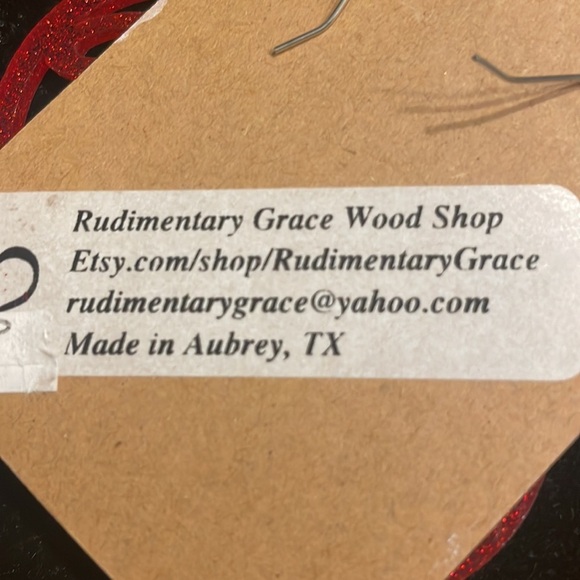 Rudimentary Grace Wood Shop
Etsy.com/shop/RudimentaryGrace
rudimentarygrace@yahoo.com
Made in Aubrey, TX